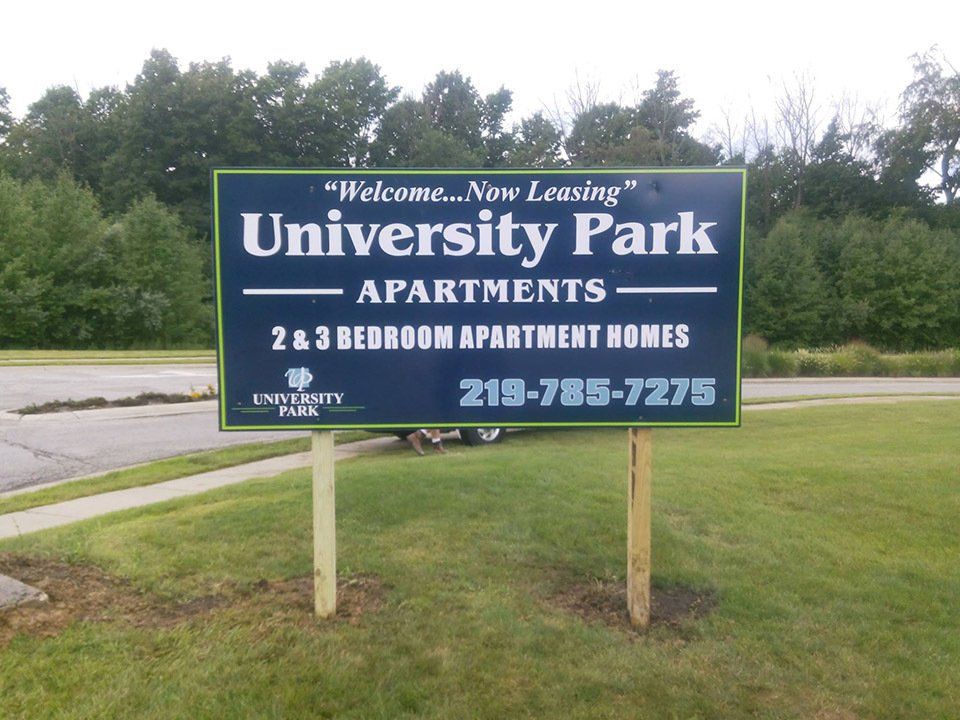 “Welcome...Now Leasing”
University Park
APARTMENTS
2 & 3 BEDROOM APARTMENT HOMES
UP
UNIVERSITY
PARK
219-785-7275